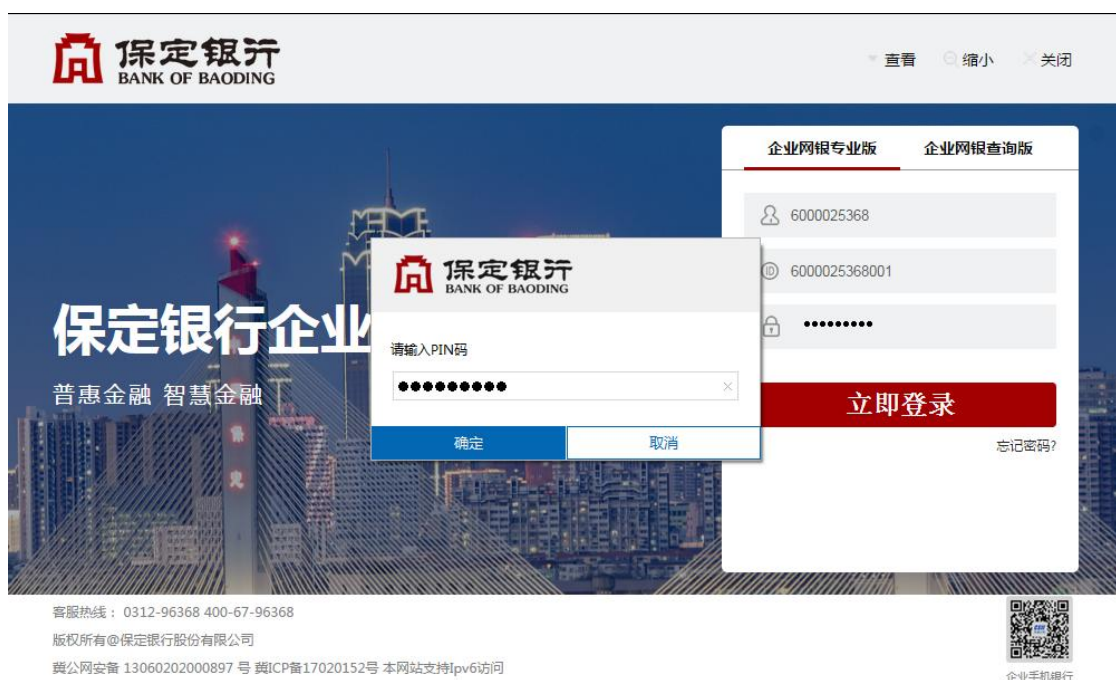 保定银行
BANK OF BAODING
查看 缩小 关闭
企业网银专业版 企业网银查询版
6000025368
6000025368001
•••••••••
立即登录
忘记密码?
保定银行企业
普惠金融 智慧金融
保定银行
BANK OF BAODING
请输入PIN码
●●●●●●●●●
确定 取消
客服热线： 0312-96368 400-67-96368
版权所有@保定银行股份有限公司
冀公网安备 13060202000897 号 冀ICP备17020152号 本网站支持Ipv6访问
企业手机银行